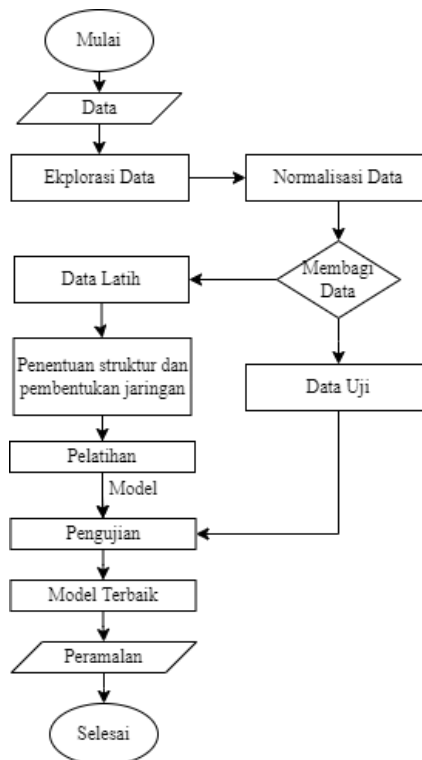 Mulai
Data
Ekplorasi Data
Normalisasi Data
Membagi
Data
Data Latih
Data Uji
Penentuan struktur dan
pembentukan jaringan
Pelatihan
Model
Pengujian
Model Terbaik
Peramalan
Selesai